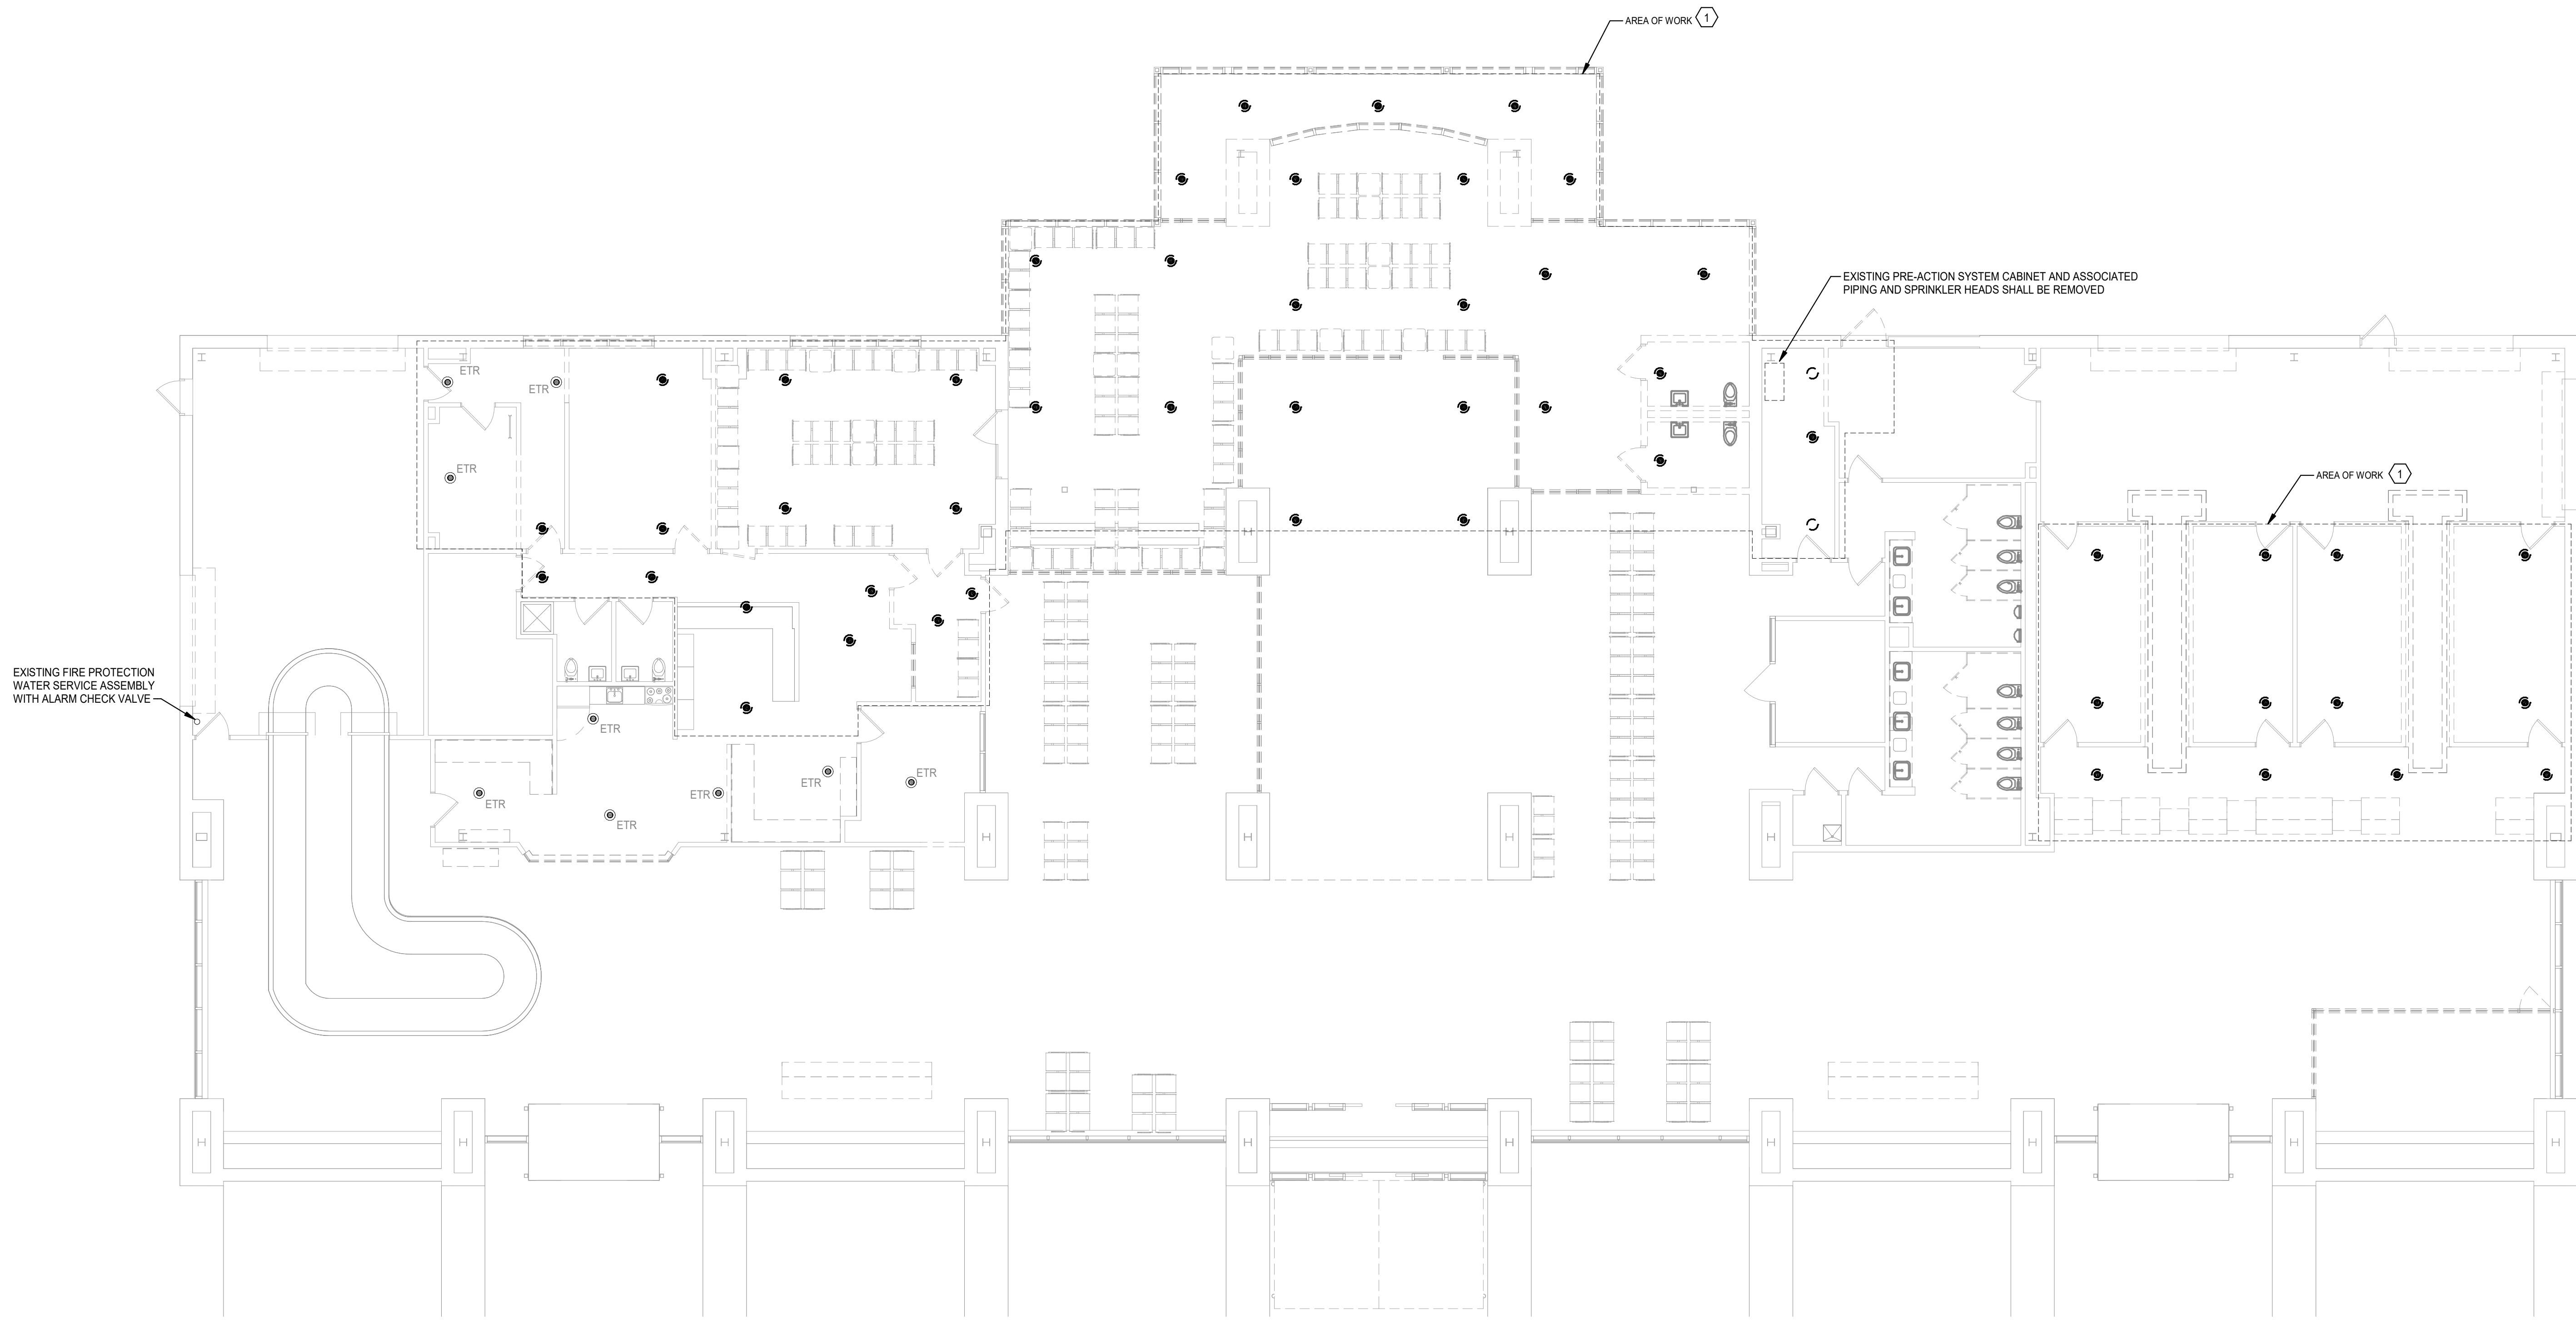 AREA OF WORK 1
EXISTING PRE-ACTION SYSTEM CABINET AND ASSOCIATED
PIPING AND SPRINKLER HEADS SHALL BE REMOVED
ETR
ETR
ETR
AREA OF WORK 1
EXISTING FIRE PROTECTION
WATER SERVICE ASSEMBLY
WITH ALARM CHECK VALVE
ETR
ETR
ETR
ETR
ETR
ETR